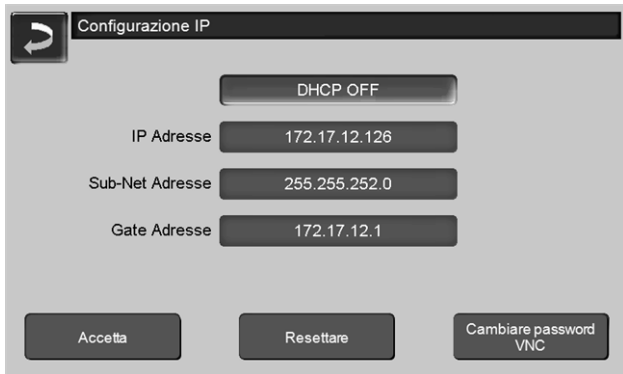 Configurazione IP
DHCP OFF
IP Adresse 172.17.12.126
Sub-Net Adresse 255.255.252.0
Gate Adresse 172.17.12.1
Accetta
Resettare
Cambiare password
VNC